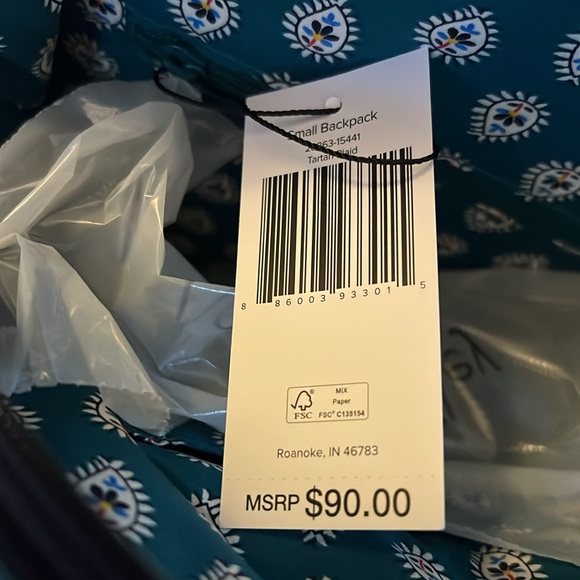 Small Backpack
15441
Tartan Plaid
8 86003 93301 5
FSC®
MIX
Paper
FSC® C135154
Roanoke, IN 46783
MSRP $90.00